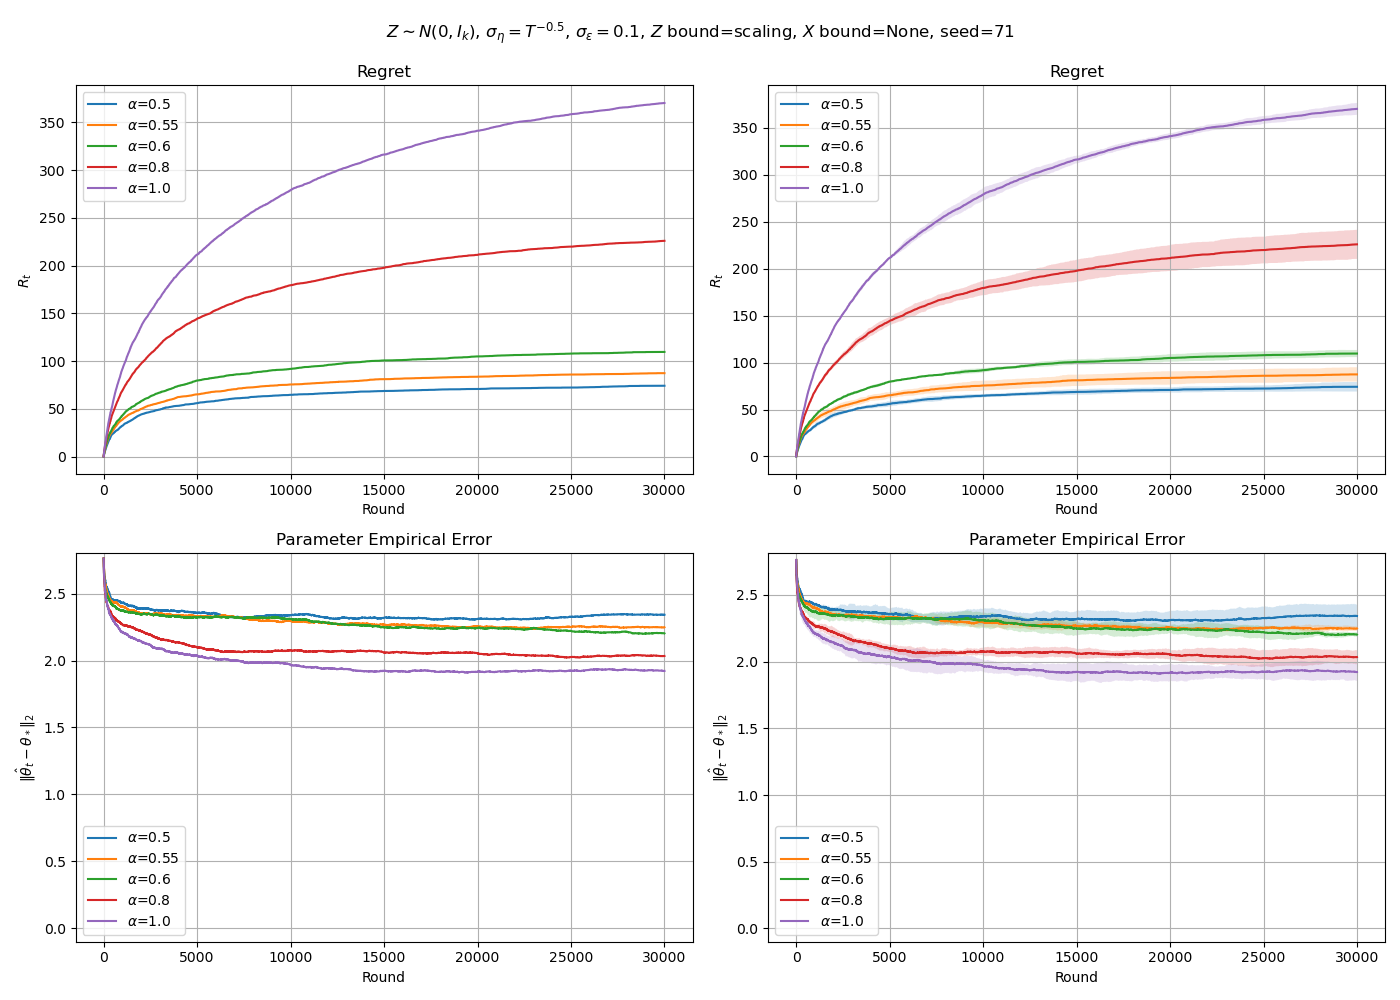 Z ~ N(0, I_k), σ_η = T^{-0.5}, σ_ε = 0.1, Z bound=scaling, X bound=None, seed=71
Regret
R_t
350
300
250
200
150
100
50
0
α=0.5
α=0.55
α=0.6
α=0.8
α=1.0
0 5000 10000 15000 20000 25000 30000
Round
Regret
R_t
350
300
250
200
150
100
50
0
α=0.5
α=0.55
α=0.6
α=0.8
α=1.0
0 5000 10000 15000 20000 25000 30000
Round
Parameter Empirical Error
‖θ̂_t − θ_*‖_2
2.5
2.0
1.5
1.0
0.5
0.0
α=0.5
α=0.55
α=0.6
α=0.8
α=1.0
0 5000 10000 15000 20000 25000 30000
Round
Parameter Empirical Error
‖θ̂_t − θ_*‖_2
2.5
2.0
1.5
1.0
0.5
0.0
α=0.5
α=0.55
α=0.6
α=0.8
α=1.0
0 5000 10000 15000 20000 25000 30000
Round